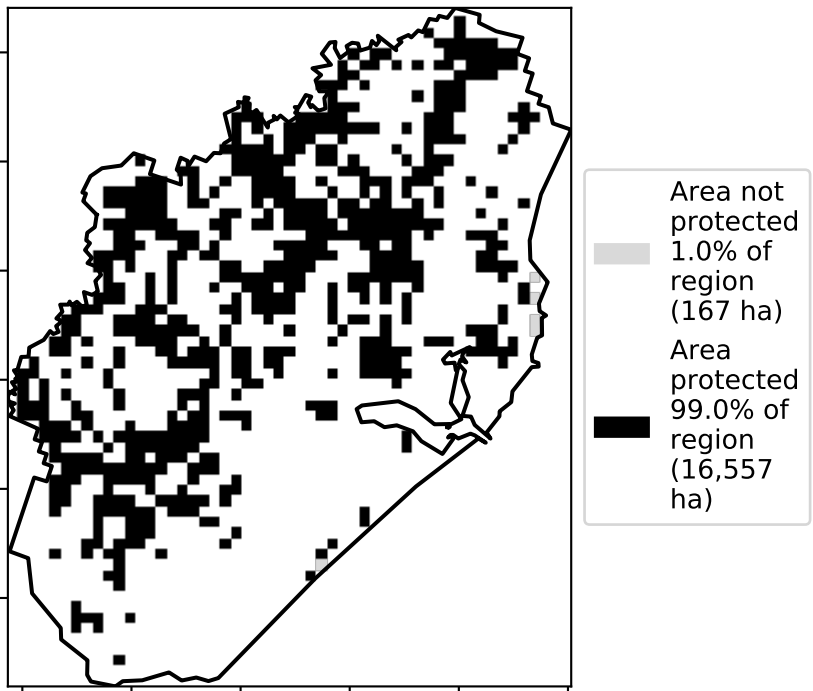 Area not
protected
1.0% of
region
(167 ha)
Area
protected
99.0% of
region
(16,557
ha)